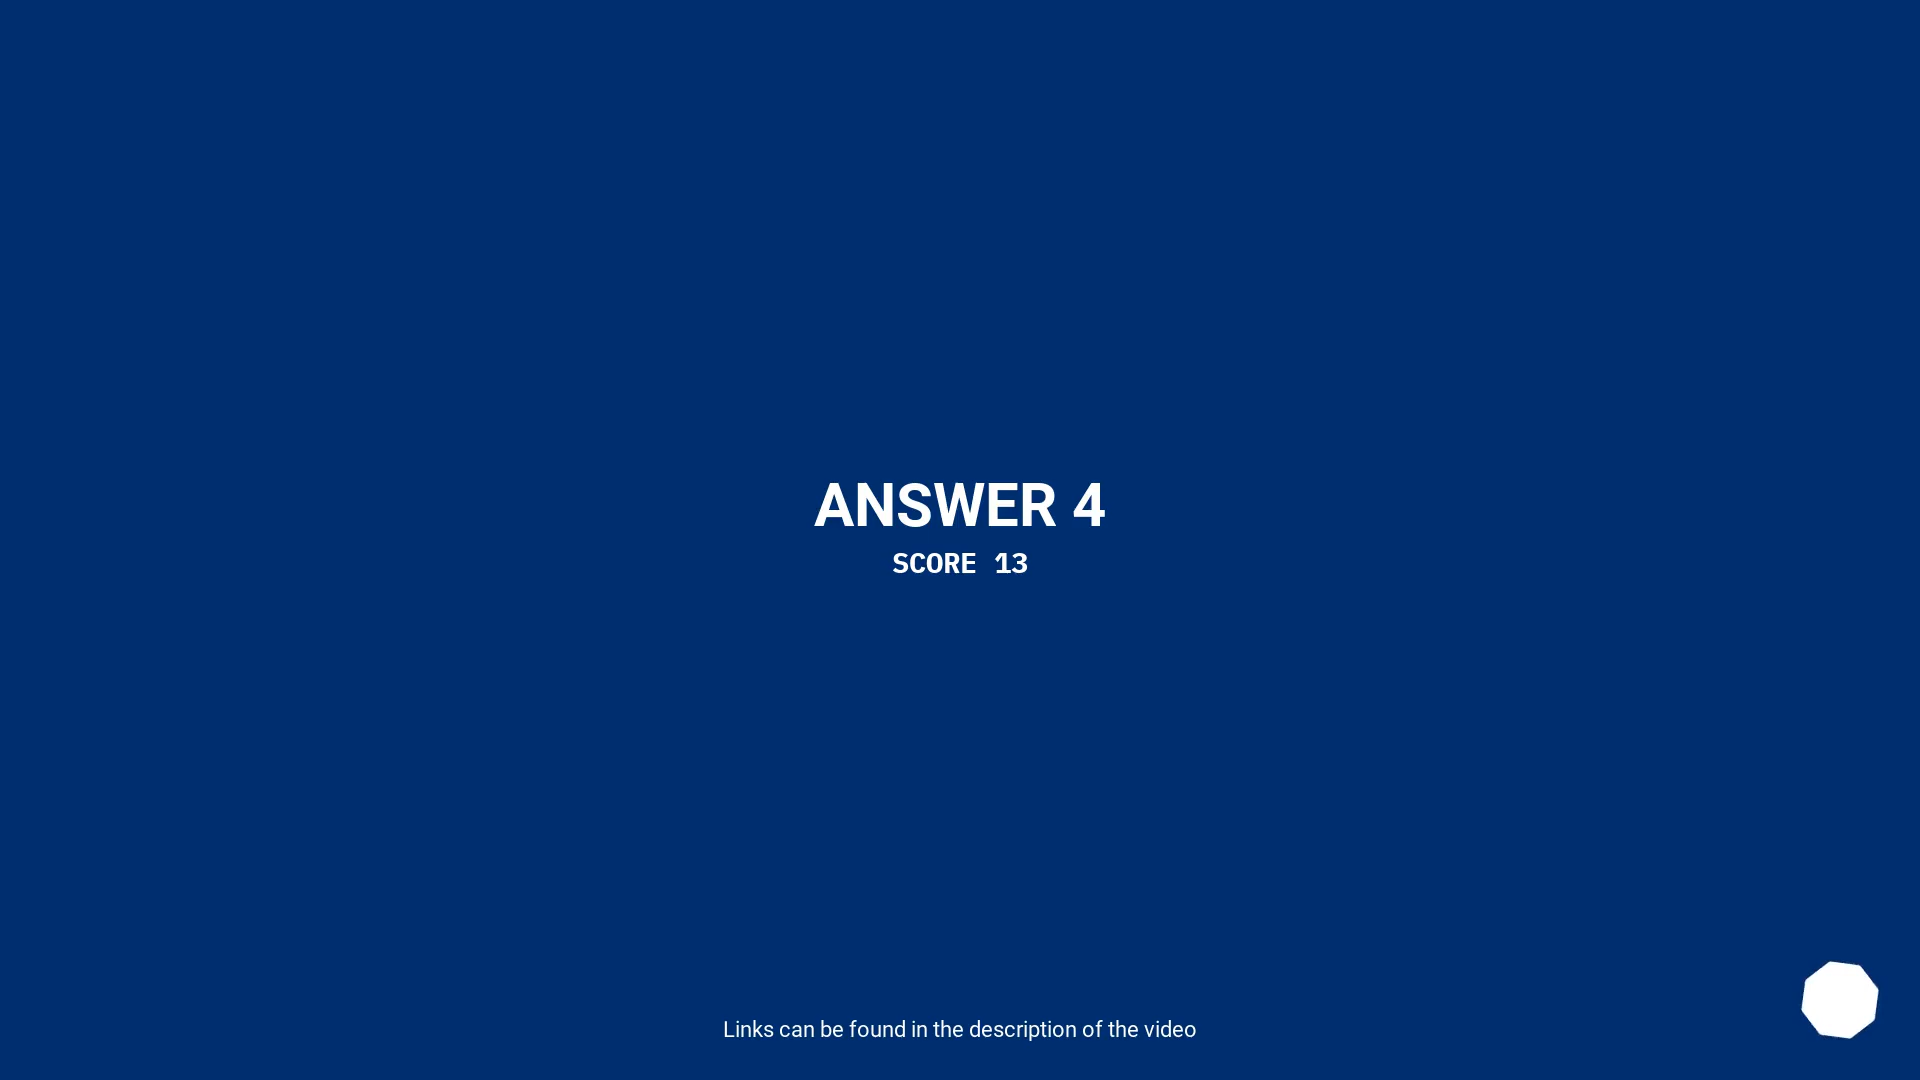 ANSWER 4
SCORE 13
Links can be found in the description of the video